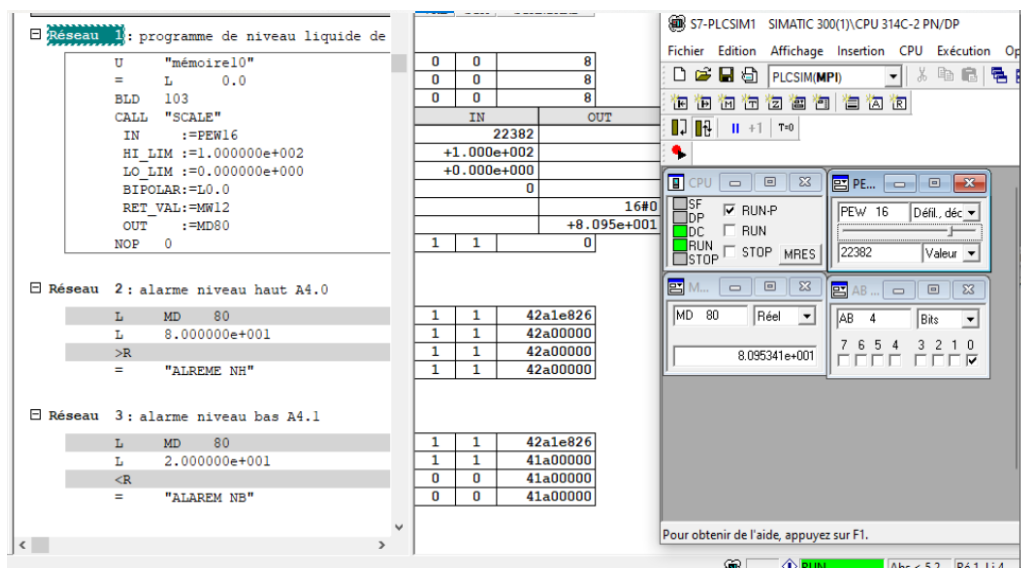 S7-PLCSIM1 SIMATIC 300(1)\CPU 314C-2 PN/DP
Fichier Edition Affichage Insertion CPU Exécution Op
PLCSIM(MPI)
+1 T=0
Réseau 1 : programme de niveau liquide de
U "mémoire10" 0 0 8
= L 0.0 0 0 8
BLD 103 0 0 8
CALL "SCALE" IN OUT
IN :=PEW16 22382
HI_LIM :=1.000000e+002 +1.000e+002
LO_LIM :=0.000000e+000 +0.000e+000
BIPOLAR:=L0.0 0
RET_VAL:=MW12 16#0
OUT :=MD80 +8.095e+001
NOP 0 1 1 0
Réseau 2 : alarme niveau haut A4.0
L MD 80 1 1 42a1e826
L 8.000000e+001 1 1 42a00000
>R 1 1 42a00000
= "ALREME NH" 1 1 42a00000
Réseau 3 : alarme niveau bas A4.1
L MD 80 1 1 42a1e826
L 2.000000e+001 1 1 41a00000
<R 0 0 41a00000
= "ALAREM NB" 0 0 41a00000
CPU
SF
DP
DC
RUN
STOP
RUN-P
RUN
STOP MRES
PE...
PEW 16 Défil., déc
22382 Valeur
M...
MD 80 Réel
8.095341e+001
AB ...
AB 4 Bits
7 6 5 4 3 2 1 0
Pour obtenir de l'aide, appuyez sur F1.
RUN Abs < 5.2 Ré 1 Li 4